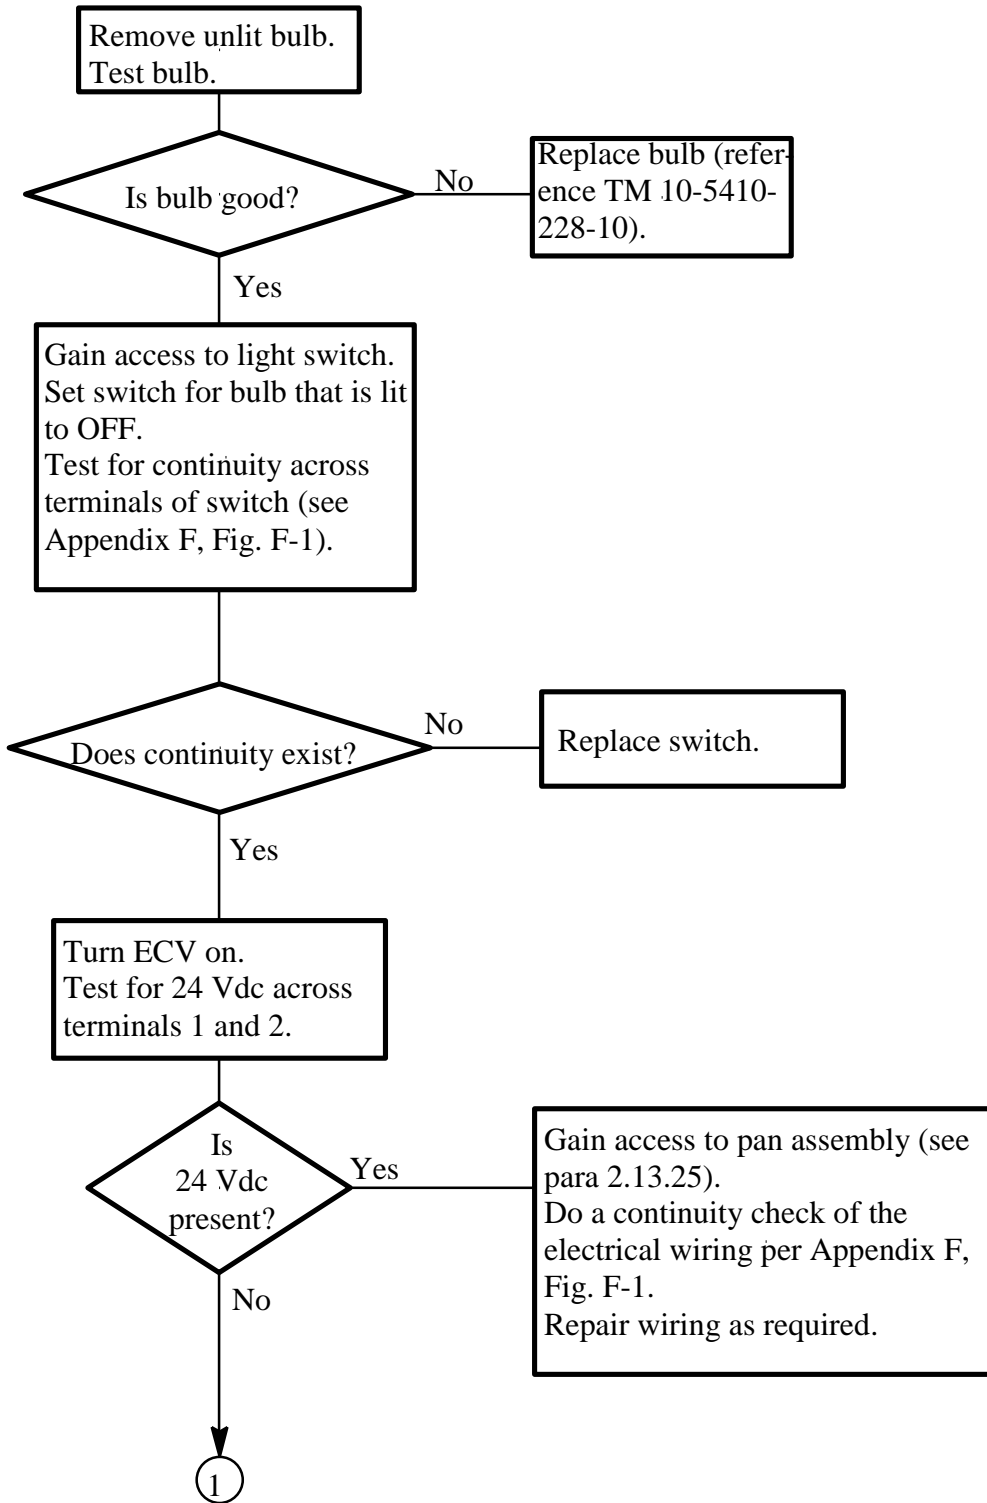 Remove unlit bulb.
Test bulb.
Is bulb good?
No
Replace bulb (refer-
ence TM 10-5410-
228-10).
Yes
Gain access to light switch.
Set switch for bulb that is lit
to OFF.
Test for continuity across
terminals of switch (see
Appendix F, Fig. F-1).
Does continuity exist?
No
Replace switch.
Yes
Turn ECV on.
Test for 24 Vdc across
terminals 1 and 2.
Is
24 Vdc
present?
Yes
Gain access to pan assembly (see
para 2.13.25).
Do a continuity check of the
electrical wiring per Appendix F,
Fig. F-1.
Repair wiring as required.
No
1